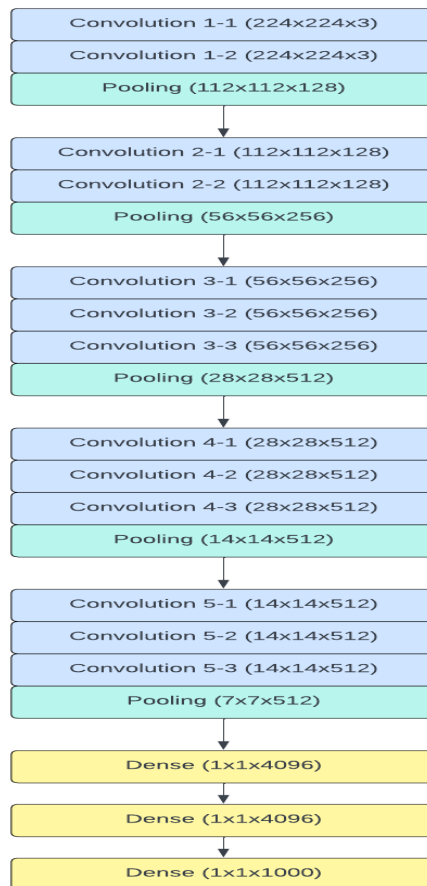 Convolution 1-1 (224x224x3)
Convolution 1-2 (224x224x3)
Pooling (112x112x128)
Convolution 2-1 (112x112x128)
Convolution 2-2 (112x112x128)
Pooling (56x56x256)
Convolution 3-1 (56x56x256)
Convolution 3-2 (56x56x256)
Convolution 3-3 (56x56x256)
Pooling (28x28x512)
Convolution 4-1 (28x28x512)
Convolution 4-2 (28x28x512)
Convolution 4-3 (28x28x512)
Pooling (14x14x512)
Convolution 5-1 (14x14x512)
Convolution 5-2 (14x14x512)
Convolution 5-3 (14x14x512)
Pooling (7x7x512)
Dense (1x1x4096)
Dense (1x1x4096)
Dense (1x1x1000)